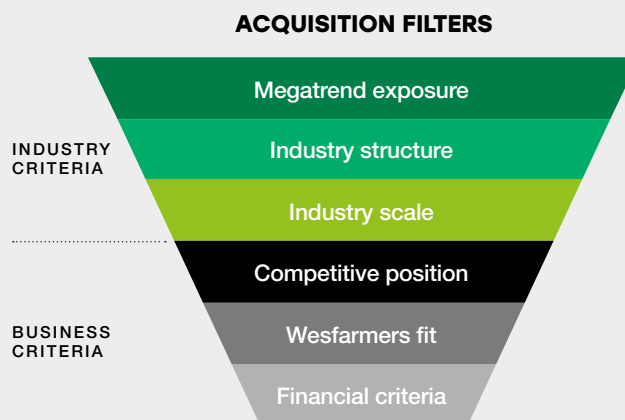 ACQUISITION FILTERS
INDUSTRY
CRITERIA
Megatrend exposure
Industry structure
Industry scale
BUSINESS
CRITERIA
Competitive position
Wesfarmers fit
Financial criteria